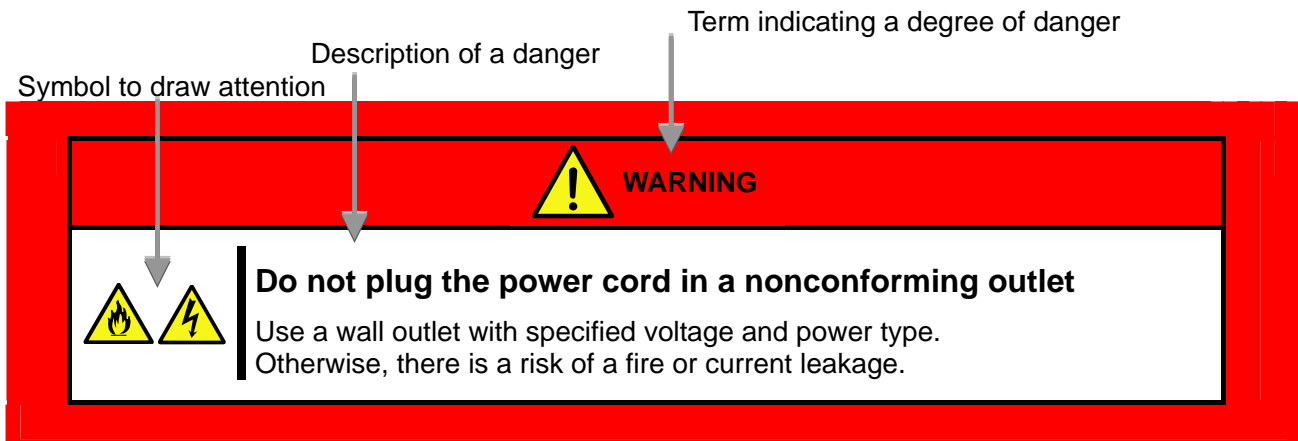 Term indicating a degree of danger
Description of a danger
Symbol to draw attention
WARNING
Do not plug the power cord in a nonconforming outlet
Use a wall outlet with specified voltage and power type.
Otherwise, there is a risk of a fire or current leakage.